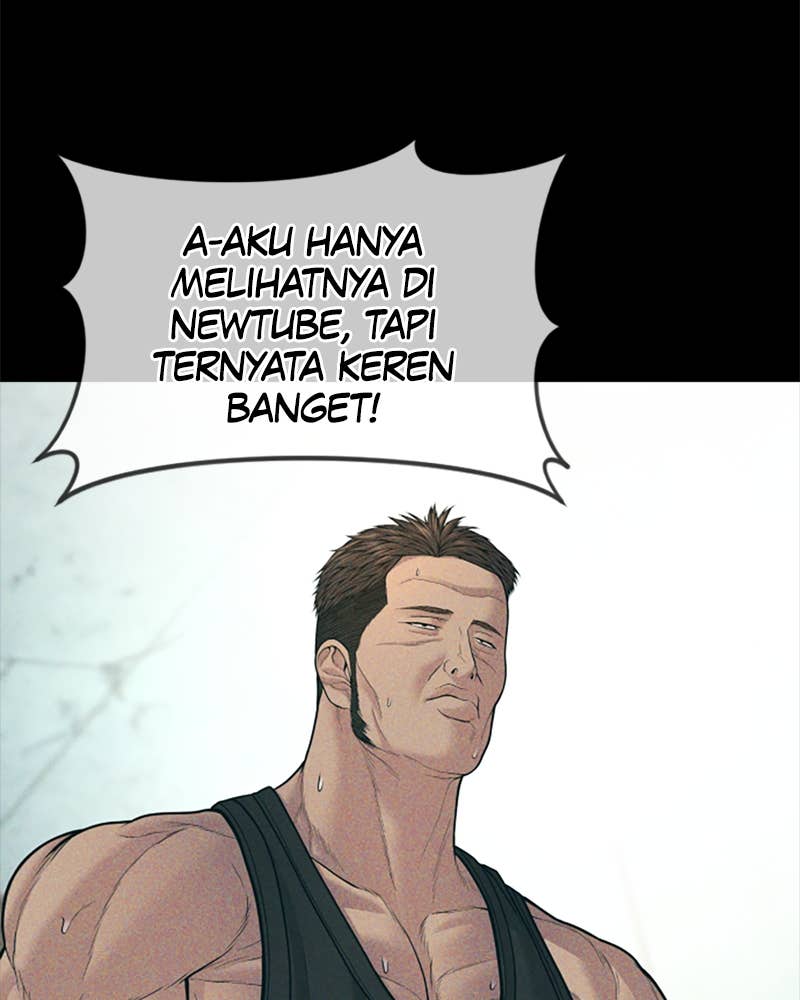 A-AKU HANYA
MELIHATNYA DI
NEWTUBE, TAPI
TERNYATA KEREN
BANGET!